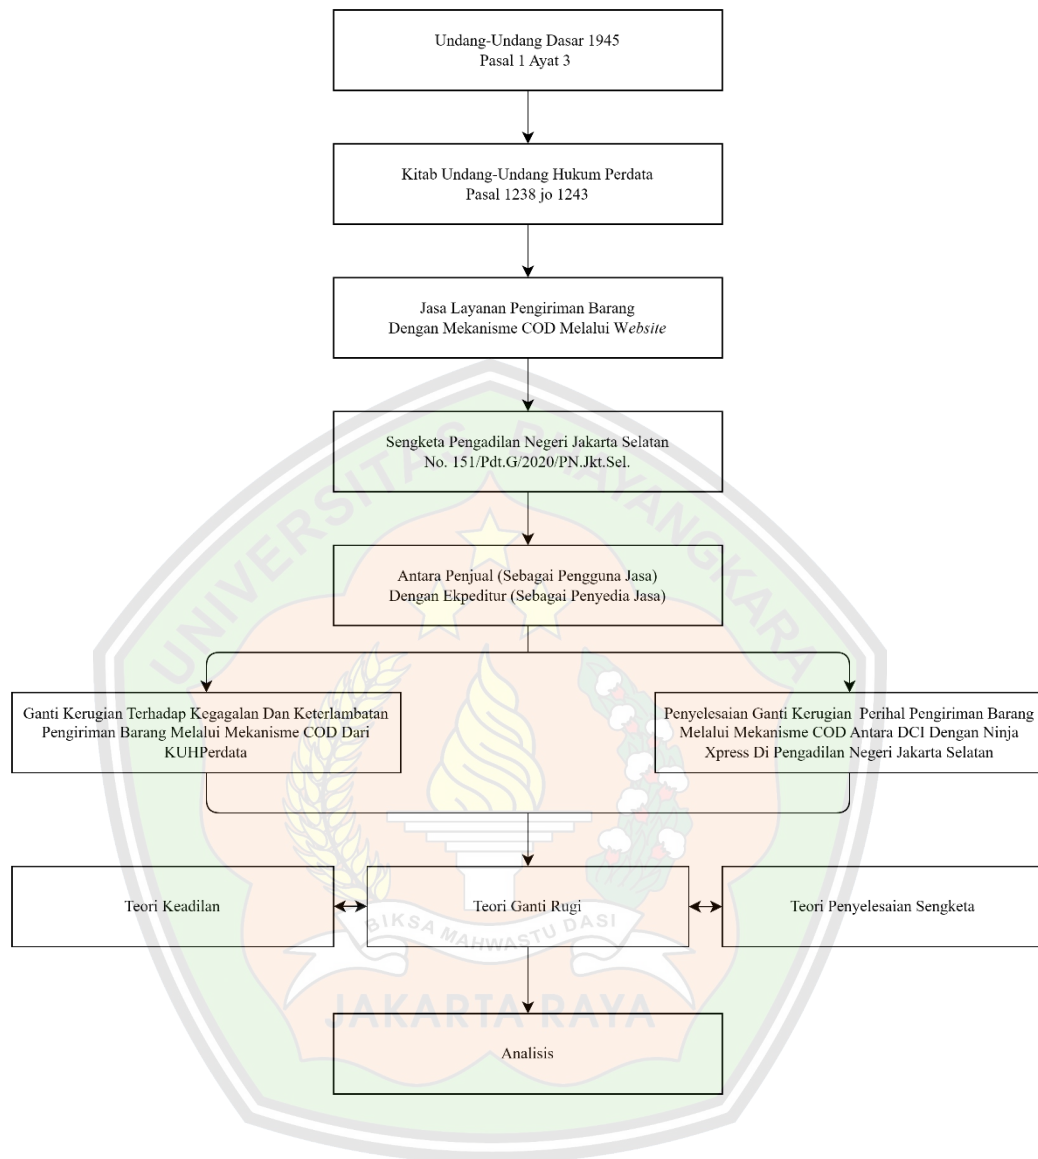 Undang-Undang Dasar 1945
Pasal 1 Ayat 3
Kitab Undang-Undang Hukum Perdata
Pasal 1238 jo 1243
Jasa Layanan Pengiriman Barang
Dengan Mekanisme COD Melalui Website
Sengketa Pengadilan Negeri Jakarta Selatan
No. 151/Pdt.G/2020/PN.Jkt.Sel.
Antara Penjual (Sebagai Pengguna Jasa)
Dengan Ekpeditur (Sebagai Penyedia Jasa)
Ganti Kerugian Terhadap Kegagalan Dan Keterlambatan
Pengiriman Barang Melalui Mekanisme COD Dari
KUHPerdata
Penyelesaian Ganti Kerugian Perihal Pengiriman Barang
Melalui Mekanisme COD Antara DCI Dengan Ninja
Xpress Di Pengadilan Negeri Jakarta Selatan
Teori Keadilan
Teori Ganti Rugi
Teori Penyelesaian Sengketa
Analisis
UNIVERSITAS BHAYANGKARA
BIKSA MAHWASTU DASI
JAKARTA RAYA